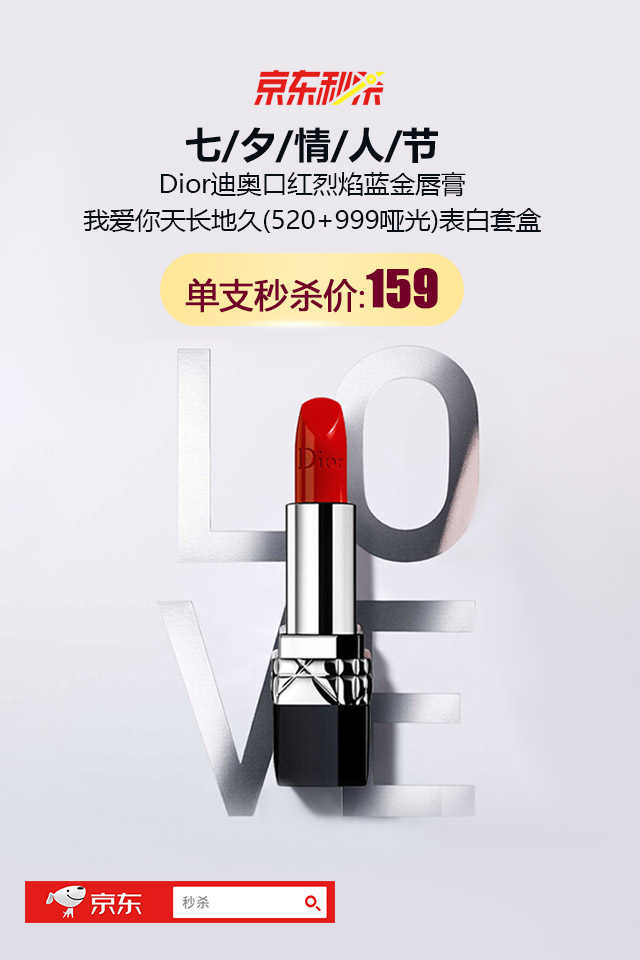 京东秒杀
七/夕/情/人/节
Dior迪奥口红烈焰蓝金唇膏
我爱你天长地久(520+999哑光)表白套盒
单支秒杀价:159
LO
Dior
VE
京东 秒杀